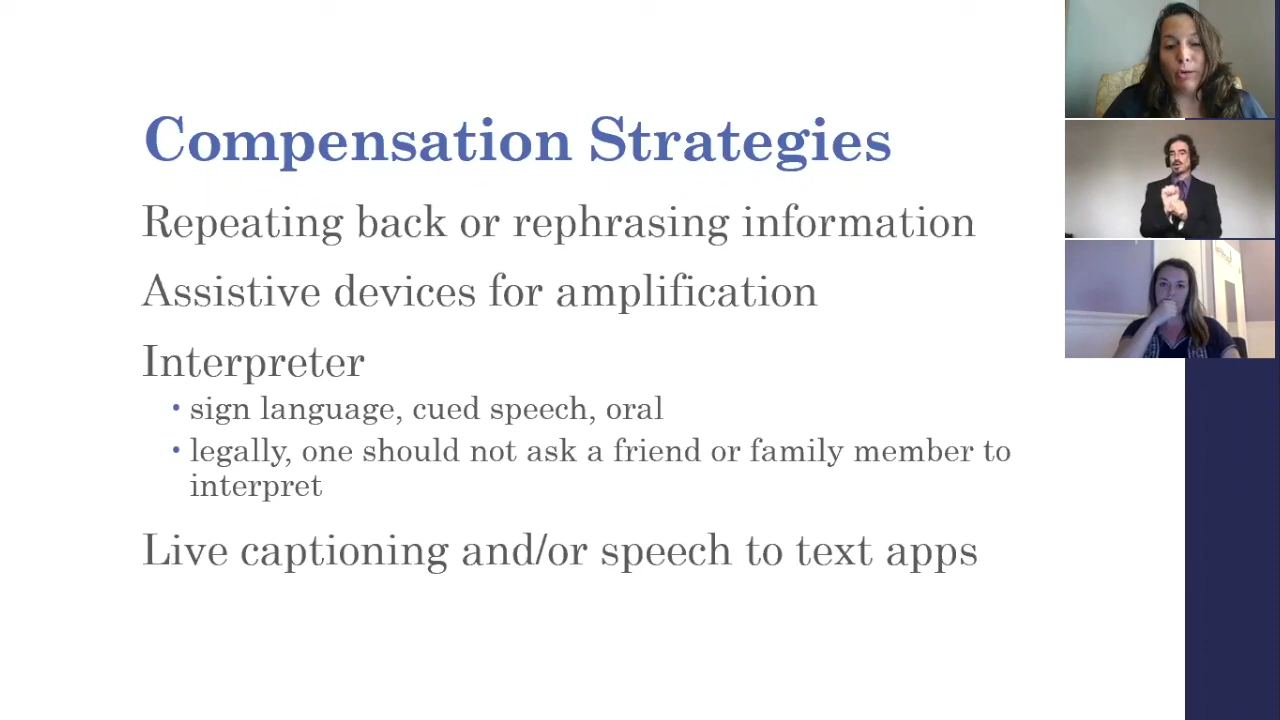 Compensation Strategies
Repeating back or rephrasing information
Assistive devices for amplification
Interpreter
• sign language, cued speech, oral
• legally, one should not ask a friend or family member to
interpret
Live captioning and/or speech to text apps